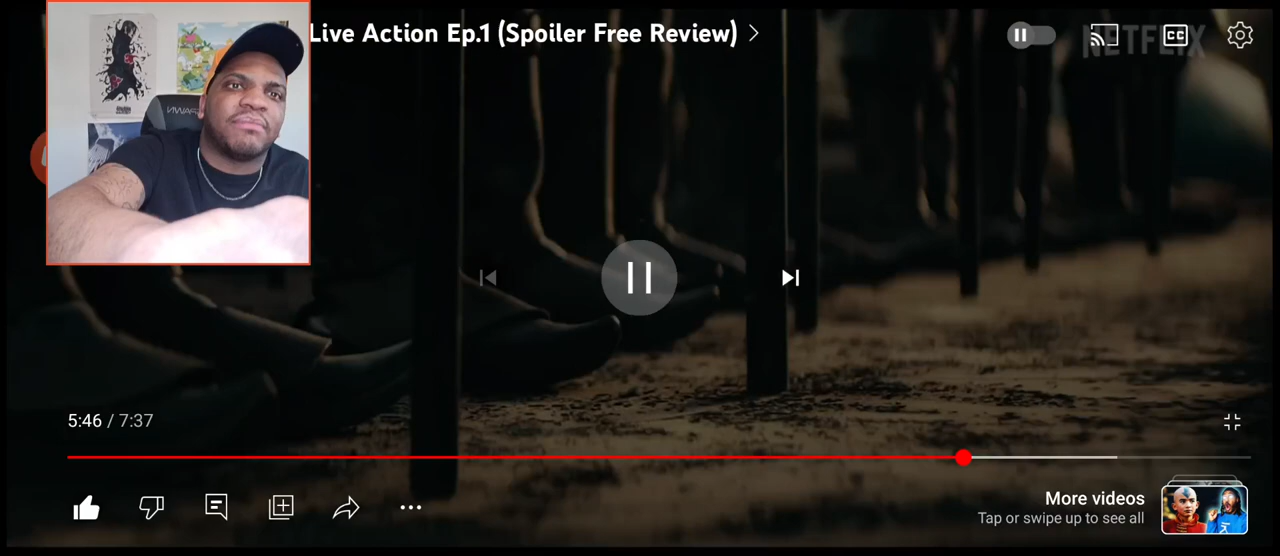 Live Action Ep.1 (Spoiler Free Review)
NETFLIX
CC
5:46 / 7:37
More videos
Tap or swipe up to see all